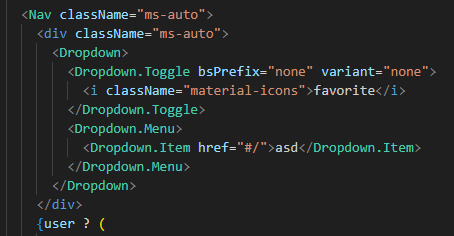 <Nav className="ms-auto">
<div className="ms-auto">
<Dropdown>
<Dropdown.Toggle bsPrefix="none" variant="none">
<i className="material-icons">favorite</i>
</Dropdown.Toggle>
<Dropdown.Menu>
<Dropdown.Item href="#/">asd</Dropdown.Item>
</Dropdown.Menu>
</Dropdown>
</div>
{user ? (